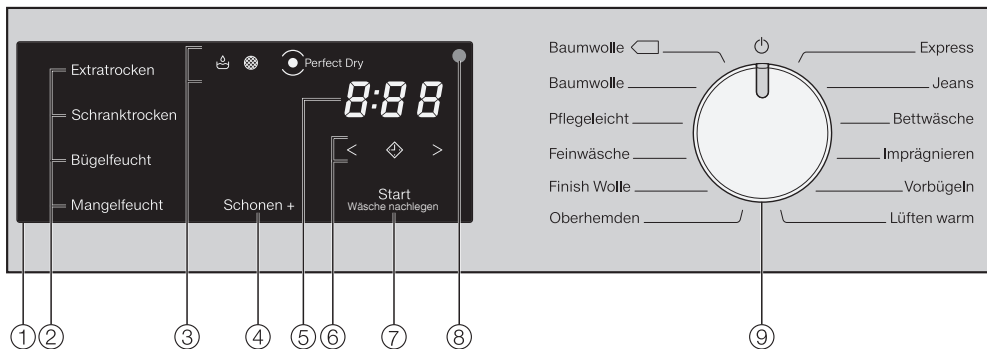 Extratrocken
Schranktrocken
Bügelfeucht
Mangelfeucht
Perfect Dry
8:88
< >
Schonen +
Start
Wäsche nachlegen
Baumwolle
Baumwolle
Pflegeleicht
Feinwäsche
Finish Wolle
Oberhemden
Express
Jeans
Bettwäsche
Imprägnieren
Vorbügeln
Lüften warm
① ② ③ ④ ⑤ ⑥ ⑦ ⑧ ⑨